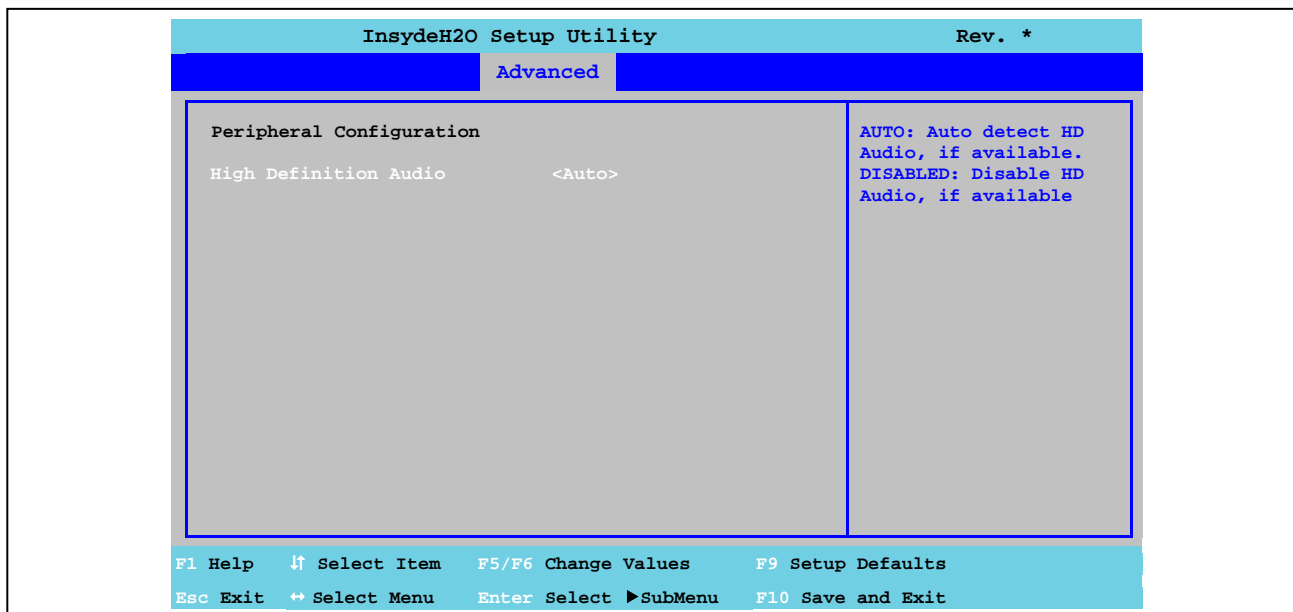 InsydeH2O Setup Utility Rev. *
Advanced
Peripheral Configuration
High Definition Audio <Auto>
AUTO: Auto detect HD
Audio, if available.
DISABLED: Disable HD
Audio, if available
F1 Help ↓↑ Select Item F5/F6 Change Values F9 Setup Defaults
Esc Exit ↔ Select Menu Enter Select ▶SubMenu F10 Save and Exit